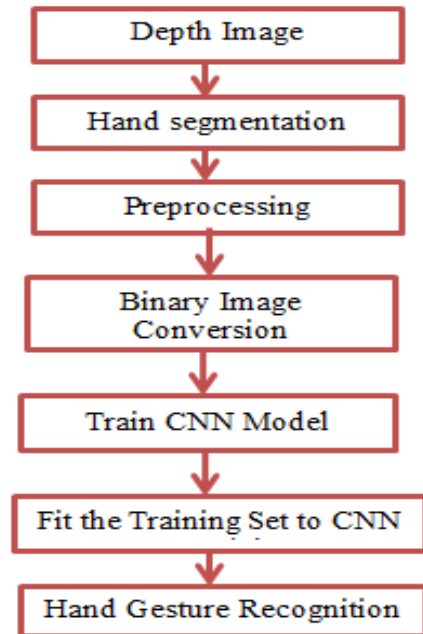 Depth Image
Hand segmentation
Preprocessing
Binary Image
Conversion
Train CNN Model
Fit the Training Set to CNN
Hand Gesture Recognition